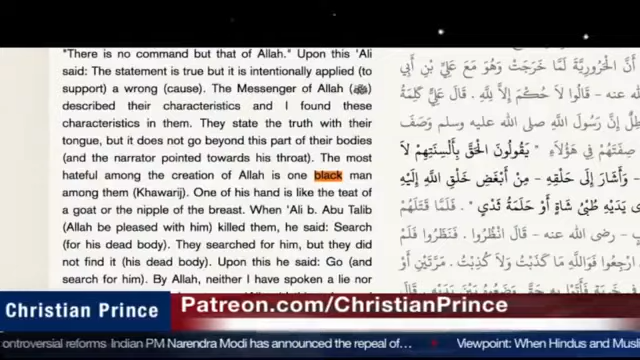 "There is no command but that of Allah." Upon this 'Ali
said: The statement is true but it is intentionally applied (to
support) a wrong (cause). The Messenger of Allah (ﷺ)
described their characteristics and I found these
characteristics in them. They state the truth with their
tongue, but it does not go beyond this part of their bodies
(and the narrator pointed towards his throat). The most
hateful among the creation of Allah is one black man
among them (Khawarij). One of his hand is like the teat of
a goat or the nipple of the breast. When 'Ali b. Abu Talib
(Allah be pleased with him) killed them, he said: Search
(for his dead body). They searched for him, but they did
not find it (his dead body). Upon this he said: Go (and
search for him). By Allah, neither I have spoken a lie nor
أَنَّ الْحَرُورِيَّةَ لَمَّا خَرَجَتْ وَهُوَ مَعَ عَلِيِّ بْنِ أَبِي
الله عنه - قَالُوا لَا حُكْمَ إِلاَّ لِلَّهِ . قَالَ عَلِيٌّ كَلِمَةُ
إِنَّ رَسُولَ اللَّهِ صلى الله عليه وسلم وَصَفَ
صِفَتَهُمْ فِي هَؤُلاَءِ " يَقُولُونَ الْحَقَّ بِأَلْسِنَتِهِمْ لاَ
- وَأَشَارَ إِلَى حَلْقِهِ - مِنْ أَبْغَضِ خَلْقِ اللَّهِ إِلَيْهِ
يَدَيْهِ طُبْىُ شَاةٍ أَوْ حَلَمَةُ ثَدْىٍ " . فَلَمَّا قَتَلَهُمْ
رضى الله عنه - قَالَ انْظُرُوا . فَنَظَرُوا فَلَمْ
ارْجِعُوا فَوَاللَّهِ مَا كَذَبْتُ وَلاَ كُذِبْتُ . مَرَّتَيْنِ أَوْ
Christian Prince
Patreon.com/ChristianPrince
ontroversial reforms Indian PM Narendra Modi has announced the repeal of… • Viewpoint: When Hindus and Mus